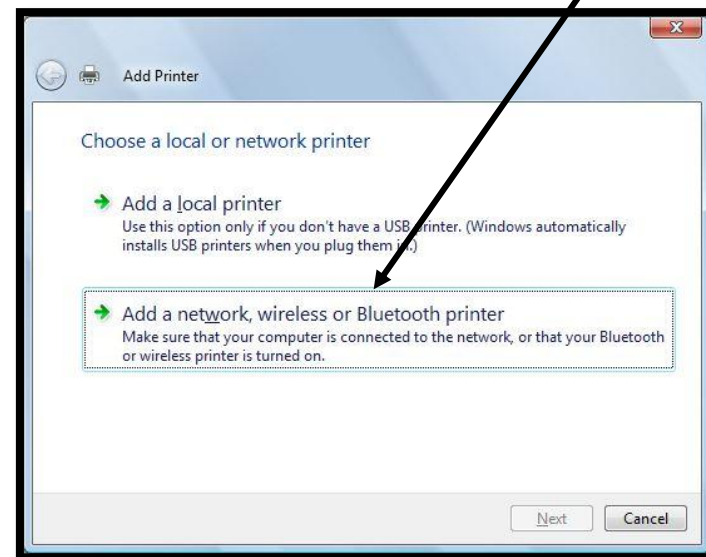 Add Printer
Choose a local or network printer
Add a local printer
Use this option only if you don't have a USB printer. (Windows automatically
installs USB printers when you plug them in.)
Add a network, wireless or Bluetooth printer
Make sure that your computer is connected to the network, or that your Bluetooth
or wireless printer is turned on.
Next
Cancel